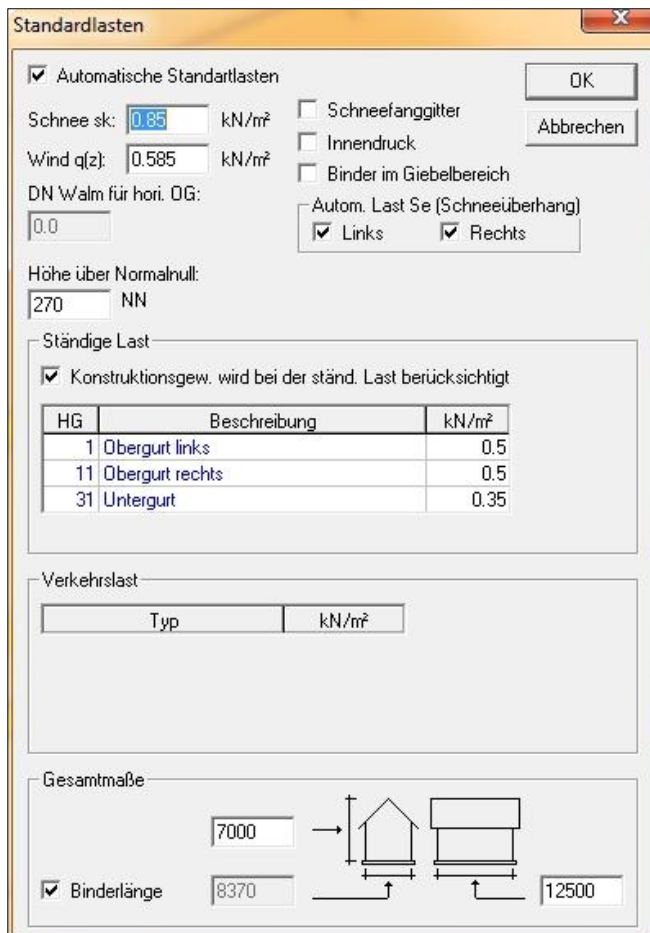 Standardlasten
x
Automatische Standartlasten
OK
Schnee sk: 0.85 kN/m²
Schneefanggitter
Abbrechen
Innendruck
Wind q(z): 0.585 kN/m²
Binder im Giebelbereich
DN Walm für hori. OG:
0.0
Autom. Last Se (Schneeüberhang)
Links Rechts
Höhe über Normalnull:
270 NN
Ständige Last
Konstruktionsgew. wird bei der ständ. Last berücksichtigt
HG Beschreibung kN/m²
1 Obergurt links 0.5
11 Obergurt rechts 0.5
31 Untergurt 0.35
Verkehrslast
Typ kN/m²
Gesamtmaße
7000
Binderlänge 8370 12500